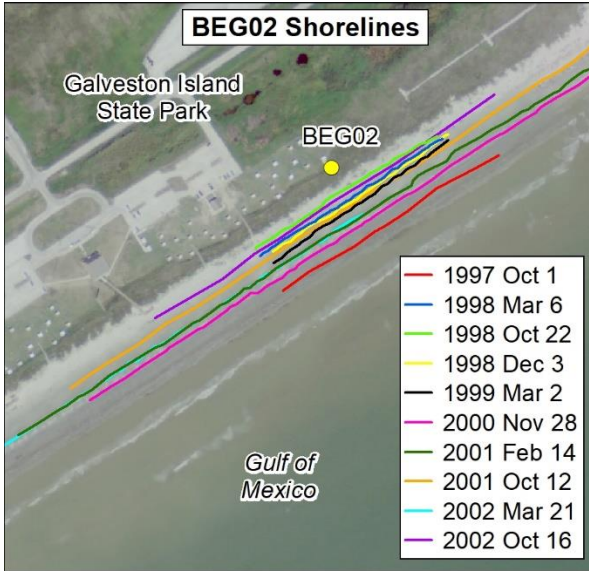 BEG02 Shorelines
Galveston Island
State Park
BEG02
1997 Oct 1
1998 Mar 6
1998 Oct 22
1998 Dec 3
1999 Mar 2
2000 Nov 28
2001 Feb 14
2001 Oct 12
2002 Mar 21
2002 Oct 16
Gulf of
Mexico